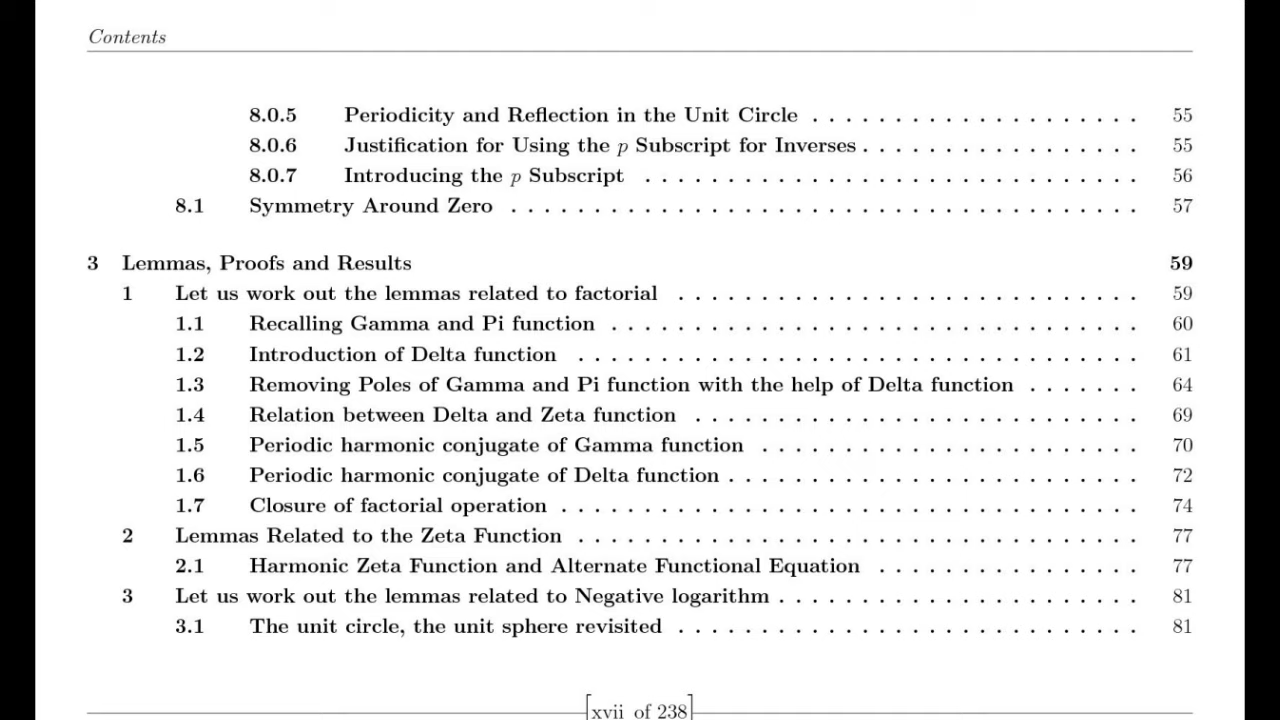 Contents
8.0.5 Periodicity and Reflection in the Unit Circle . . . . . . . . . . . . . . . . . . . . 55
8.0.6 Justification for Using the p Subscript for Inverses . . . . . . . . . . . . . . . . . 55
8.0.7 Introducing the p Subscript . . . . . . . . . . . . . . . . . . . . . . . . . . . . . . 56
8.1 Symmetry Around Zero . . . . . . . . . . . . . . . . . . . . . . . . . . . . . . . . . . . . . . 57
3 Lemmas, Proofs and Results 59
1 Let us work out the lemmas related to factorial . . . . . . . . . . . . . . . . . . . . . . . . . . . . 59
1.1 Recalling Gamma and Pi function . . . . . . . . . . . . . . . . . . . . . . . . . . . . . . . . 60
1.2 Introduction of Delta function . . . . . . . . . . . . . . . . . . . . . . . . . . . . . . . . . . 61
1.3 Removing Poles of Gamma and Pi function with the help of Delta function . . . . . . . 64
1.4 Relation between Delta and Zeta function . . . . . . . . . . . . . . . . . . . . . . . . . . . 69
1.5 Periodic harmonic conjugate of Gamma function . . . . . . . . . . . . . . . . . . . . . . . 70
1.6 Periodic harmonic conjugate of Delta function . . . . . . . . . . . . . . . . . . . . . . . . . 72
1.7 Closure of factorial operation . . . . . . . . . . . . . . . . . . . . . . . . . . . . . . . . . . . 74
2 Lemmas Related to the Zeta Function . . . . . . . . . . . . . . . . . . . . . . . . . . . . . . . . . . 77
2.1 Harmonic Zeta Function and Alternate Functional Equation . . . . . . . . . . . . . . . . 77
3 Let us work out the lemmas related to Negative logarithm . . . . . . . . . . . . . . . . . . . . . . 81
3.1 The unit circle, the unit sphere revisited . . . . . . . . . . . . . . . . . . . . . . . . . . . . 81
[xvii of 238]